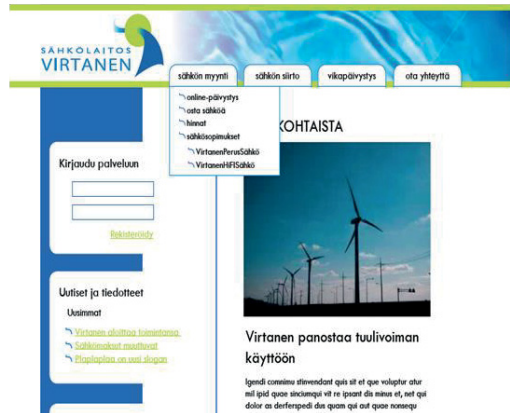 SÄHKÖLAITOS
VIRTANEN
sähkön myynti
sähkön siirto
vikapäivystys
ota yhteyttä
online-päivystys
osta sähköä
hinnat
sähkösopimukset
VirtanenPerusSähkö
VirtanenHiFiSähkö
KOHTAISTA
Kirjaudu palveluun
Rekisteröidy
Uutiset ja tiedotteet
Uusimmat
Virtanen aloittaa toimintansa
Sähkömaksut muuttuvat
Plaplaplaa on uusi slogan
Virtanen panostaa tuulivoiman
käyttöön
Igendi comnimu stinvendant quis sit et que voluptur atur
mil ipid quae sinciumqui vit re ipsant dis minus et, net qui
dolor as derferspedi dus quam qui aut quae nonsequ